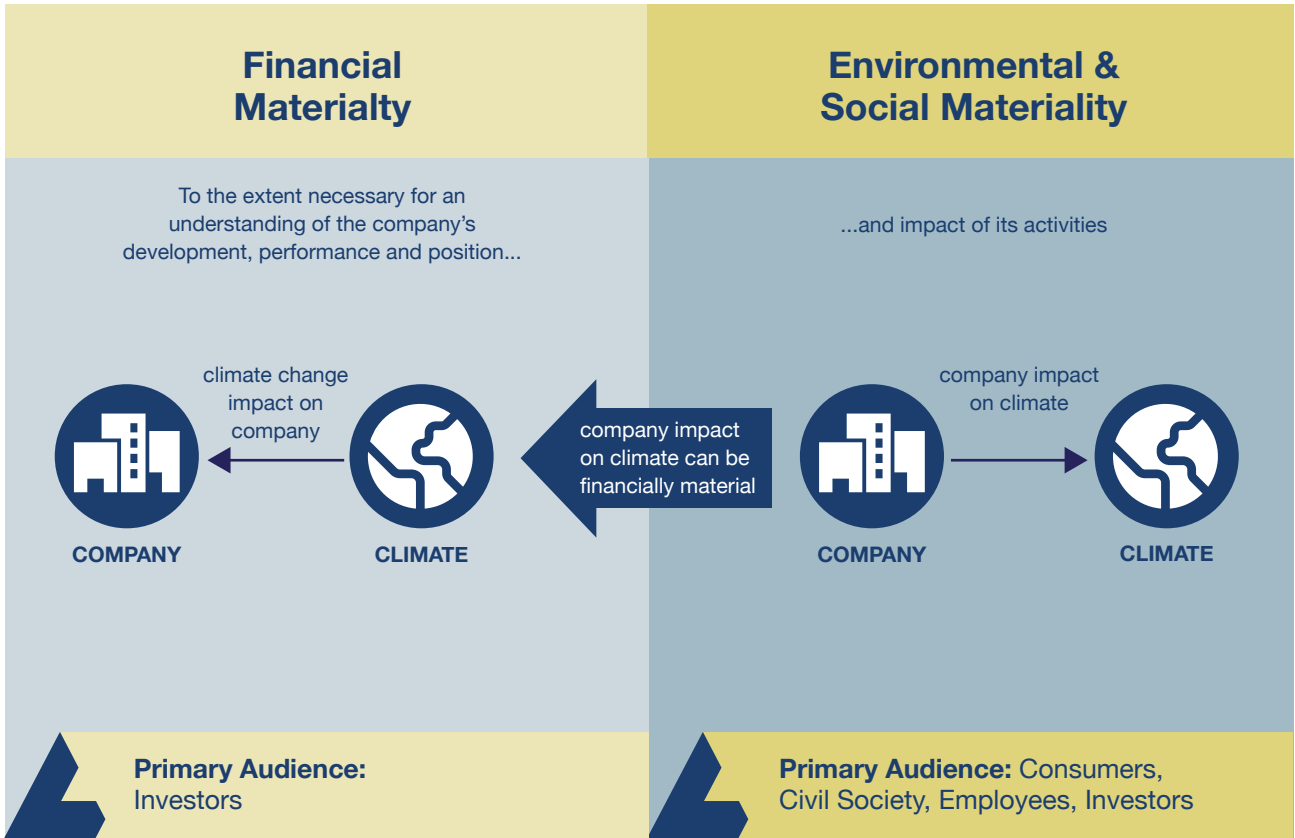 Financial
Materialty
Environmental &
Social Materiality
To the extent necessary for an
understanding of the company’s
development, performance and position...
...and impact of its activities
climate change
impact on
company
COMPANY
CLIMATE
company impact
on climate can be
financially material
company impact
on climate
COMPANY
CLIMATE
Primary Audience:
Investors
Primary Audience: Consumers,
Civil Society, Employees, Investors